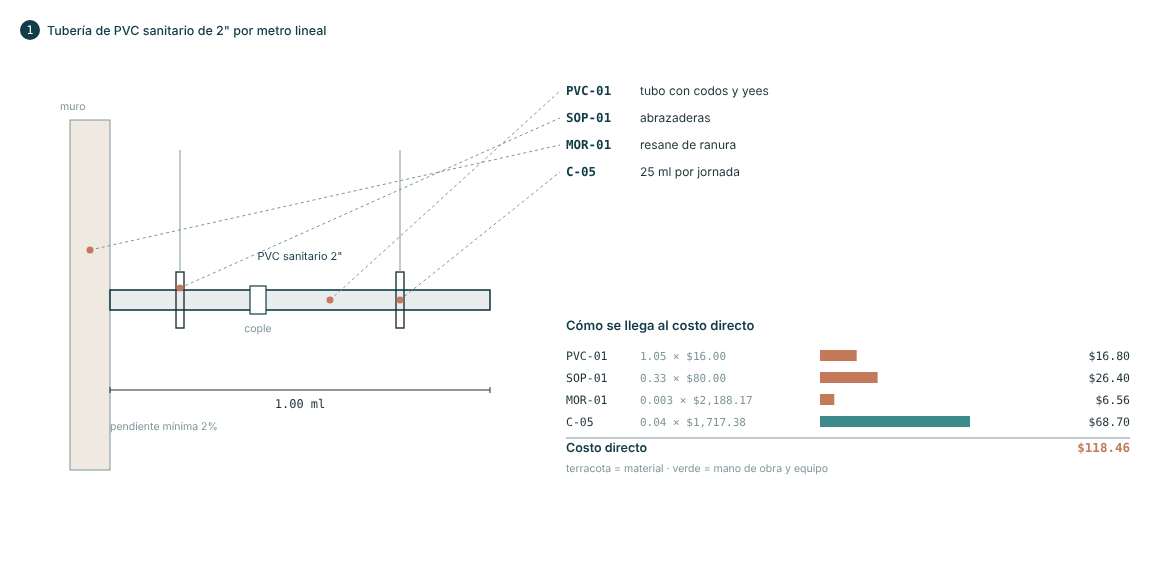 1 Tubería de PVC sanitario de 2" por metro lineal
muro
PVC sanitario 2"
cople
1.00 ml
pendiente mínima 2%
PVC-01 tubo con codos y yees
SOP-01 abrazaderas
MOR-01 resane de ranura
C-05 25 ml por jornada
Cómo se llega al costo directo
PVC-01 1.05 × $16.00 $16.80
SOP-01 0.33 × $80.00 $26.40
MOR-01 0.003 × $2,188.17 $6.56
C-05 0.04 × $1,717.38 $68.70
Costo directo $118.46
terracota = material · verde = mano de obra y equipo